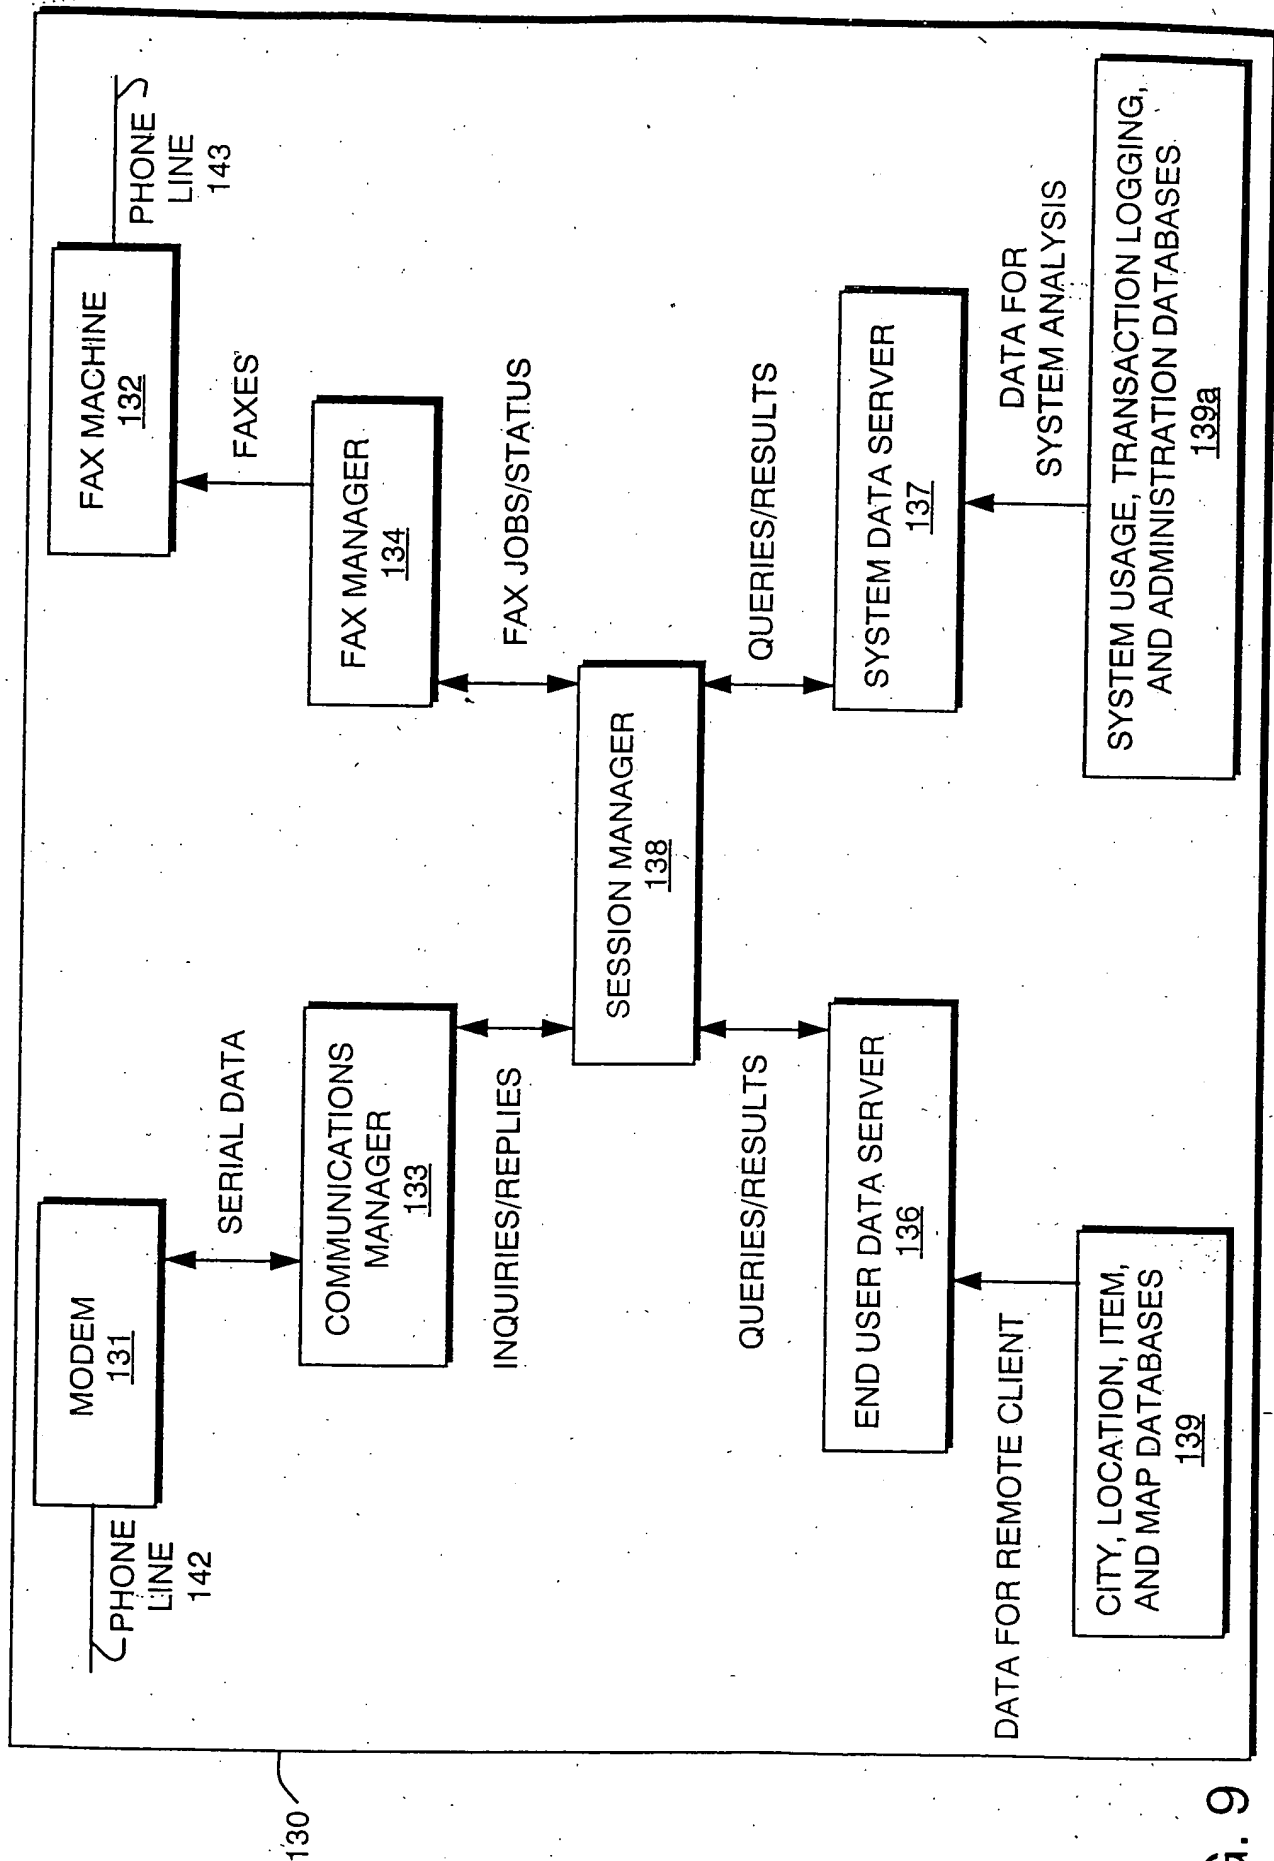 130
PHONE
LINE
142
MODEM
131
SERIAL DATA
COMMUNICATIONS
MANAGER
133
INQUIRIES/REPLIES
FAX MACHINE
132
PHONE
LINE
143
FAXES
FAX MANAGER
134
FAX JOBS/STATUS
SESSION MANAGER
138
QUERIES/RESULTS
QUERIES/RESULTS
END USER DATA SERVER
136
SYSTEM DATA SERVER
137
DATA FOR REMOTE CLIENT
DATA FOR
SYSTEM ANALYSIS
CITY, LOCATION, ITEM,
AND MAP DATABASES
139
SYSTEM USAGE, TRANSACTION LOGGING,
AND ADMINISTRATION DATABASES
139a
G. 9